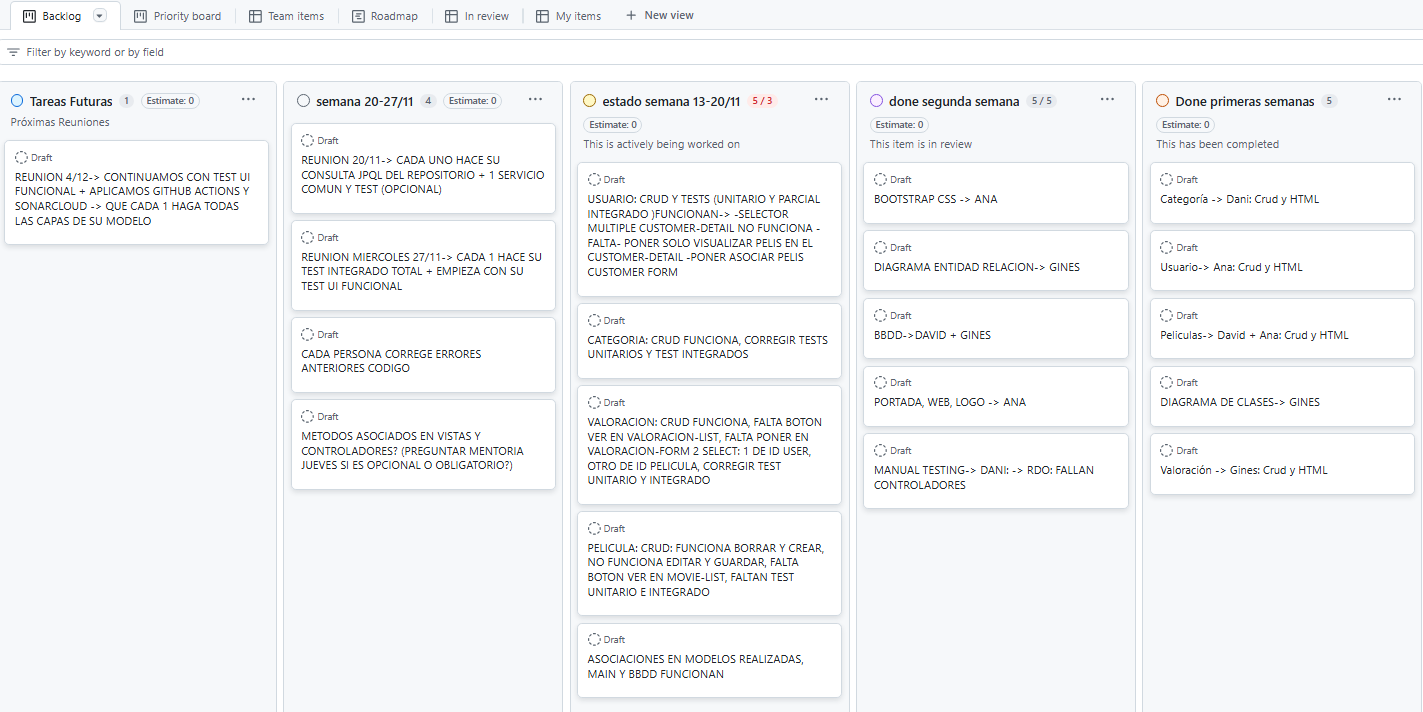 Backlog
Priority board
Team items
Roadmap
In review
My items
New view
Filter by keyword or by field
Tareas Futuras 1 Estimate: 0
Próximas Reuniones
Draft
REUNION 4/12-> CONTINUAMOS CON TEST UI
FUNCIONAL + APLICAMOS GITHUB ACTIONS Y
SONARCLOUD -> QUE CADA 1 HAGA TODAS
LAS CAPAS DE SU MODELO
semana 20-27/11 4 Estimate: 0
Draft
REUNION 20/11-> CADA UNO HACE SU
CONSULTA JPQL DEL REPOSITORIO + 1 SERVICIO
COMUN Y TEST (OPCIONAL)
Draft
REUNION MIERCOLES 27/11-> CADA 1 HACE SU
TEST INTEGRADO TOTAL + EMPIEZA CON SU
TEST UI FUNCIONAL
Draft
CADA PERSONA CORREGE ERRORES
ANTERIORES CODIGO
Draft
METODOS ASOCIADOS EN VISTAS Y
CONTROLADORES? (PREGUNTAR MENTORIA
JUEVES SI ES OPCIONAL O OBLIGATORIO?)
estado semana 13-20/11 5 / 3
Estimate: 0
This is actively being worked on
Draft
USUARIO: CRUD Y TESTS (UNITARIO Y PARCIAL
INTEGRADO )FUNCIONAN-> -SELECTOR
MULTIPLE CUSTOMER-DETAIL NO FUNCIONA -
FALTA- PONER SOLO VISUALIZAR PELIS EN EL
CUSTOMER-DETAIL -PONER ASOCIAR PELIS
CUSTOMER FORM
Draft
CATEGORIA: CRUD FUNCIONA, CORREGIR TESTS
UNITARIOS Y TEST INTEGRADOS
Draft
VALORACION: CRUD FUNCIONA, FALTA BOTON
VER EN VALORACION-LIST, FALTA PONER EN
VALORACION-FORM 2 SELECT: 1 DE ID USER,
OTRO DE ID PELICULA, CORREGIR TEST
UNITARIO Y INTEGRADO
Draft
PELICULA: CRUD: FUNCIONA BORRAR Y CREAR,
NO FUNCIONA EDITAR Y GUARDAR, FALTA
BOTON VER EN MOVIE-LIST, FALTAN TEST
UNITARIO E INTEGRADO
Draft
ASOCIACIONES EN MODELOS REALIZADAS,
MAIN Y BBDD FUNCIONAN
done segunda semana 5 / 5
Estimate: 0
This item is in review
Draft
BOOTSTRAP CSS -> ANA
Draft
DIAGRAMA ENTIDAD RELACION-> GINES
Draft
BBDD->DAVID + GINES
Draft
PORTADA, WEB, LOGO -> ANA
Draft
MANUAL TESTING-> DANI: -> RDO: FALLAN
CONTROLADORES
Done primeras semanas 5
Estimate: 0
This has been completed
Draft
Categoría -> Dani: Crud y HTML
Draft
Usuario-> Ana: Crud y HTML
Draft
Peliculas-> David + Ana: Crud y HTML
Draft
DIAGRAMA DE CLASES-> GINES
Draft
Valoración -> Gines: Crud y HTML